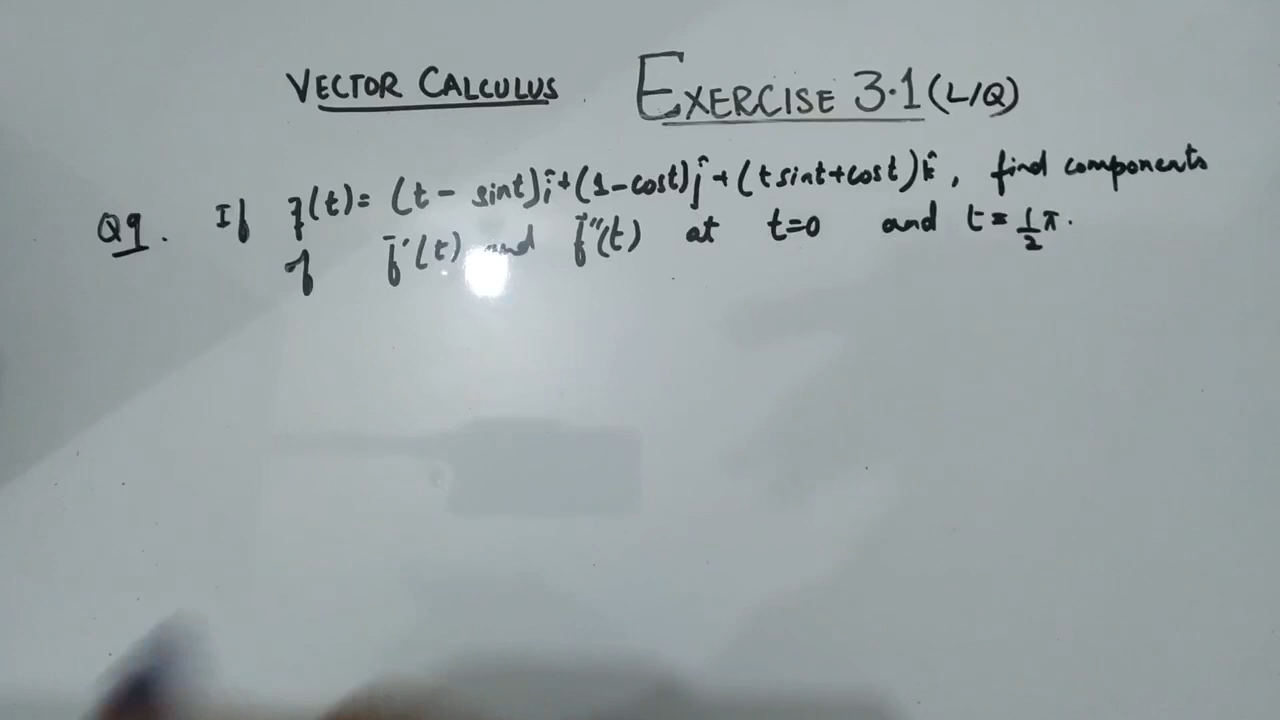 VECTOR CALCULUS EXERCISE 3.1 (L/Q)
Q9. If f(t) = (t - sint)î + (1-cost)ĵ + (tsint+cost)k̂, find components
of f̄'(t) and f̄''(t) at t=0 and t = 1/2 π.